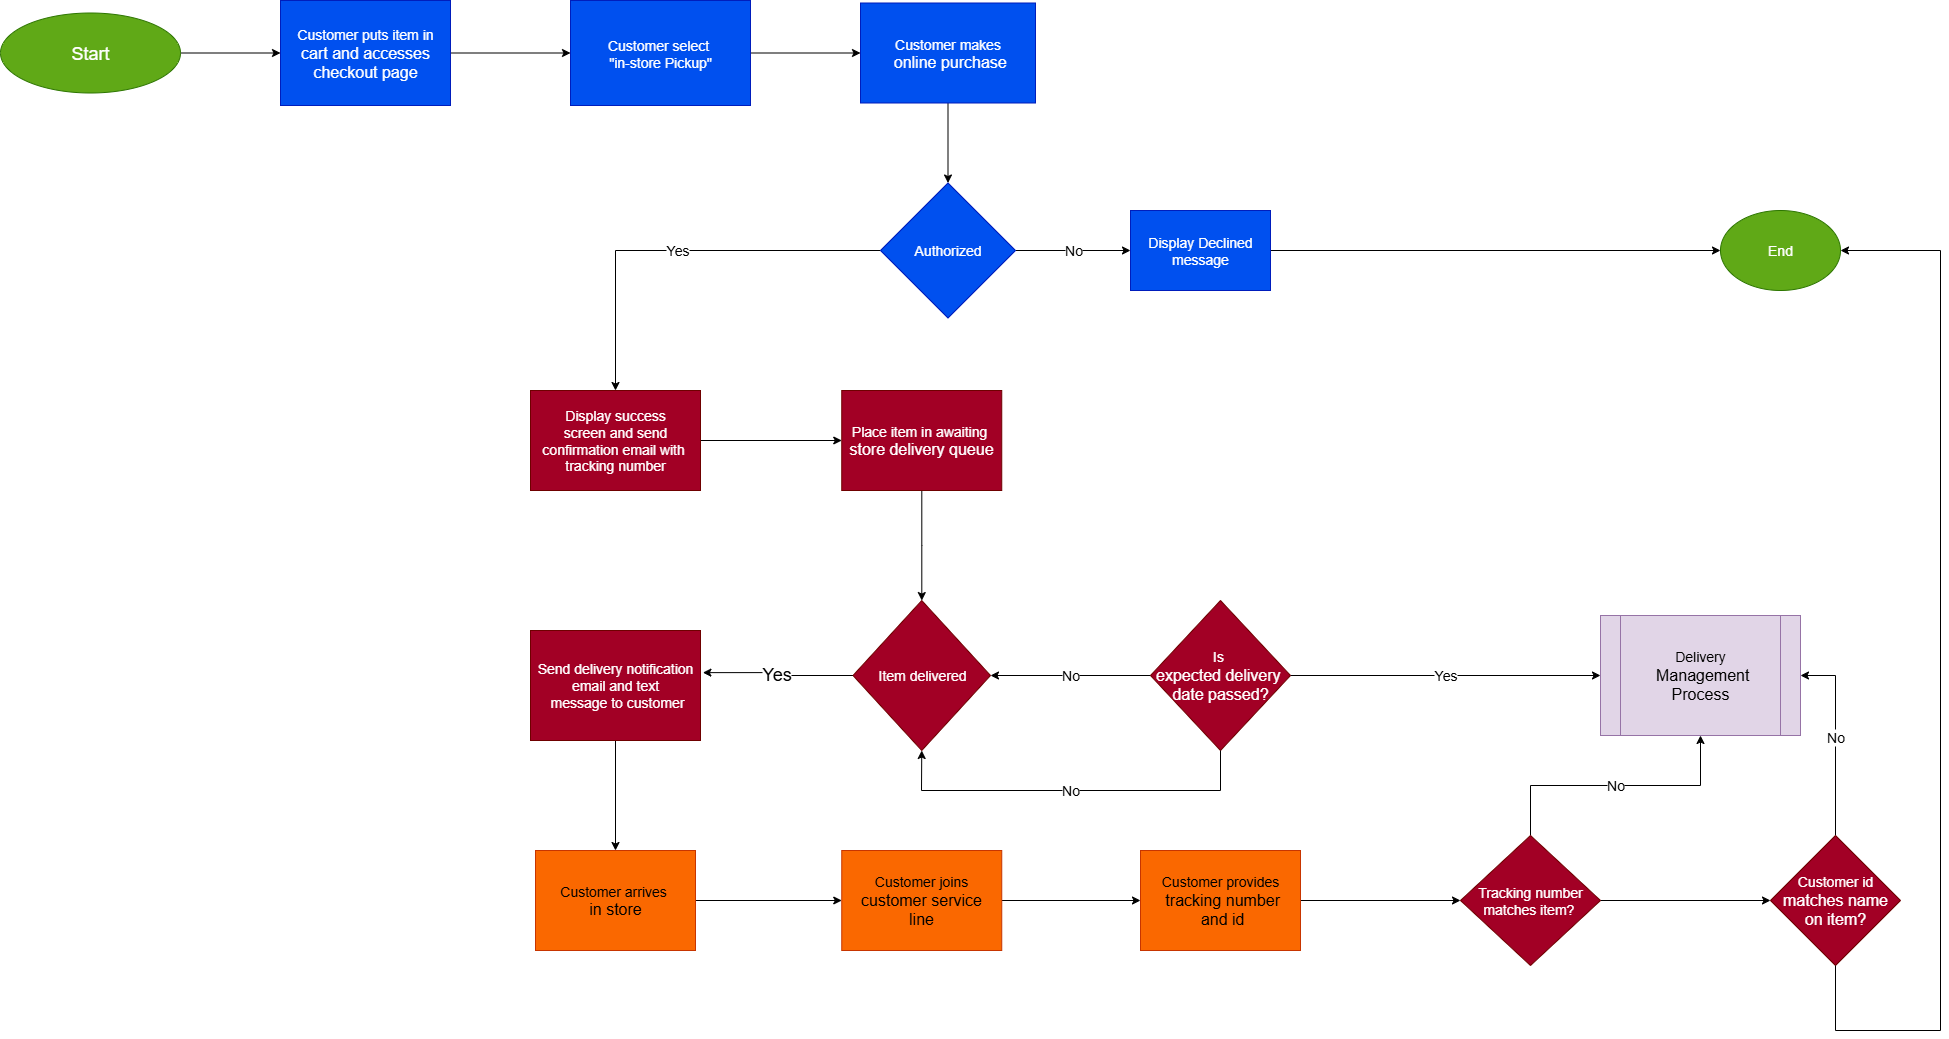 Start
Customer puts item in
cart and accesses
checkout page
Customer select
"in-store Pickup"
Customer makes
online purchase
Yes
Authorized
No
Display Declined
message
End
Display success
screen and send
confirmation email with
tracking number
Place item in awaiting
store delivery queue
Send delivery notification
email and text
message to customer
Yes
Item delivered
No
Is
expected delivery
date passed?
Yes
Delivery
Management
Process
No
No
No
Customer arrives
in store
Customer joins
customer service
line
Customer provides
tracking number
and id
Tracking number
matches item?
Customer id
matches name
on item?